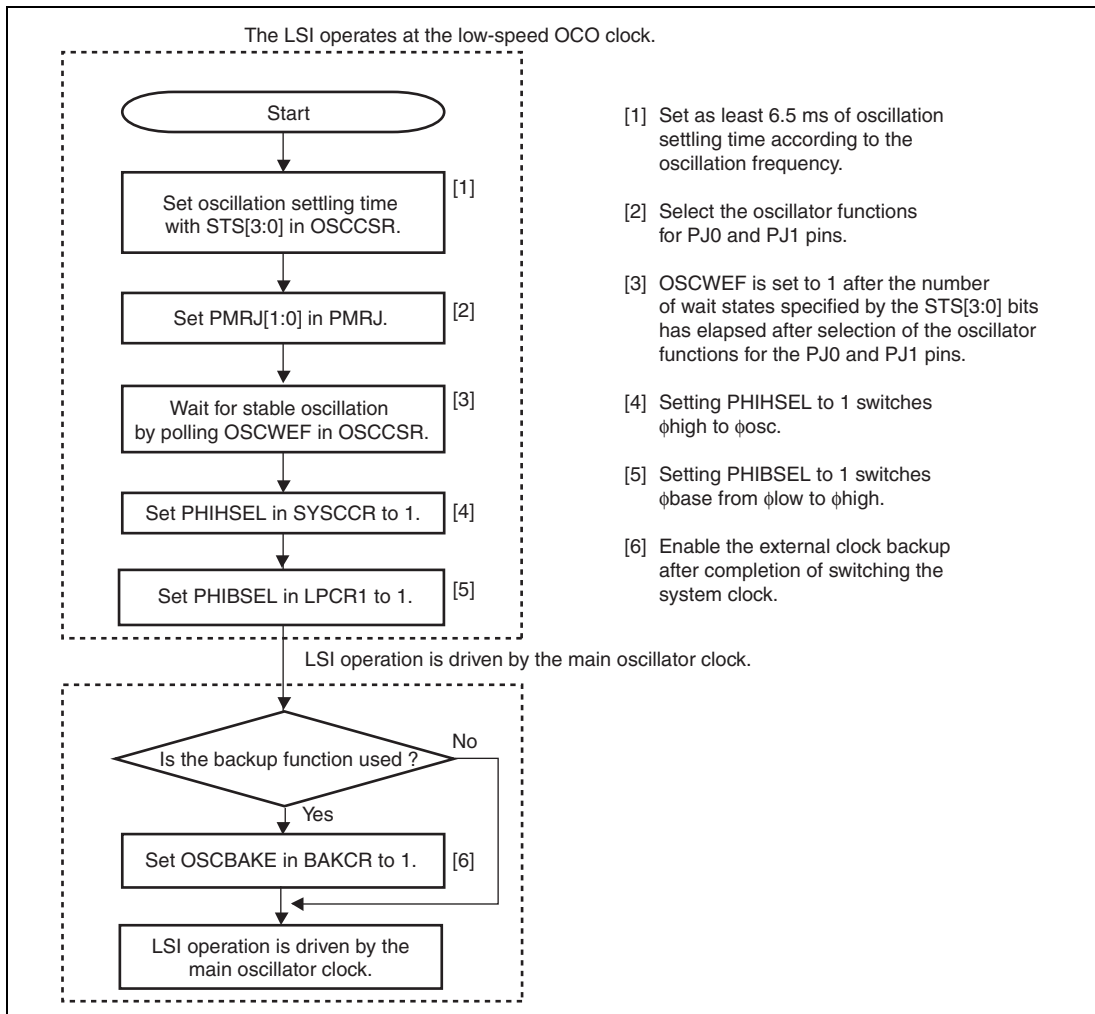 The LSI operates at the low-speed OCO clock.
Start
Set oscillation settling time
with STS[3:0] in OSCCSR.
[1]
Set PMRJ[1:0] in PMRJ.
[2]
Wait for stable oscillation
by polling OSCWEF in OSCCSR.
[3]
Set PHIHSEL in SYSCCR to 1.
[4]
Set PHIBSEL in LPCR1 to 1.
[5]
[1] Set as least 6.5 ms of oscillation
settling time according to the
oscillation frequency.
[2] Select the oscillator functions
for PJ0 and PJ1 pins.
[3] OSCWEF is set to 1 after the number
of wait states specified by the STS[3:0] bits
has elapsed after selection of the oscillator
functions for the PJ0 and PJ1 pins.
[4] Setting PHIHSEL to 1 switches
ϕhigh to ϕosc.
[5] Setting PHIBSEL to 1 switches
ϕbase from ϕlow to ϕhigh.
[6] Enable the external clock backup
after completion of switching the
system clock.
LSI operation is driven by the main oscillator clock.
Is the backup function used ?
No
Yes
Set OSCBAKE in BAKCR to 1.
[6]
LSI operation is driven by the
main oscillator clock.